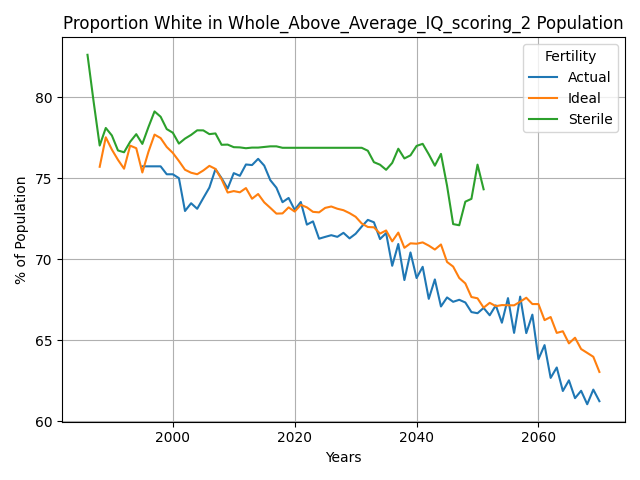 Proportion White in Whole_Above_Average_IQ_scoring_2 Population
Fertility
Actual
Ideal
Sterile
% of Population
80
75
70
65
60
2000
2020
2040
2060
Years